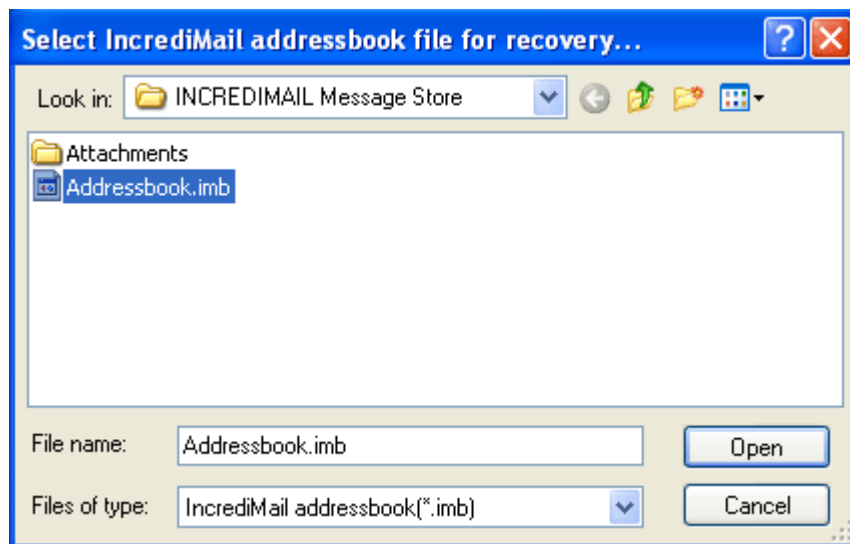 Select IncrediMail addressbook file for recovery...
?
Look in: INCREDIMAIL Message Store
Attachments
Addressbook.imb
File name: Addressbook.imb Open
Files of type: IncrediMail addressbook(*.imb) Cancel